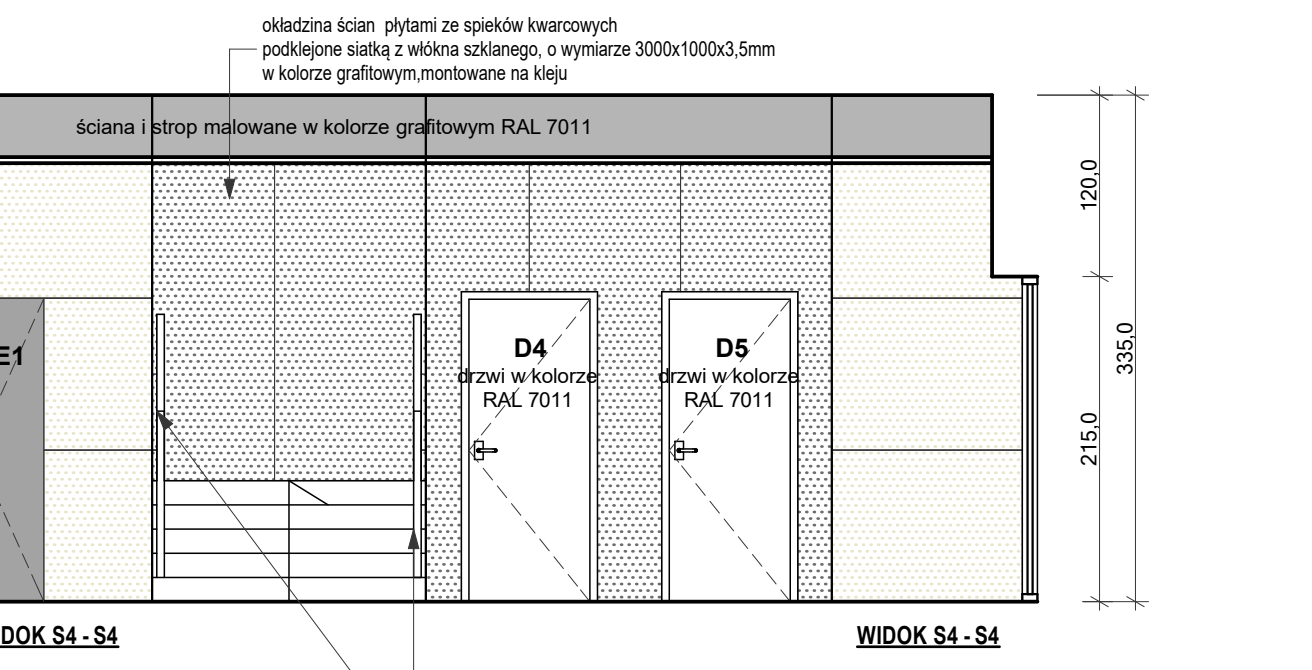 okładzina ścian płytami ze spieków kwarcowych
podklejone siatką z włókna szklanego, o wymiarze 3000x1000x3,5mm
w kolorze grafitowym,montowane na kleju
ściana i strop malowane w kolorze grafitowym RAL 7011
120,0
335,0
215,0
E1
D4
drzwi w kolorze
RAL 7011
D5
drzwi w kolorze
RAL 7011
DOK S4 - S4
WIDOK S4 - S4